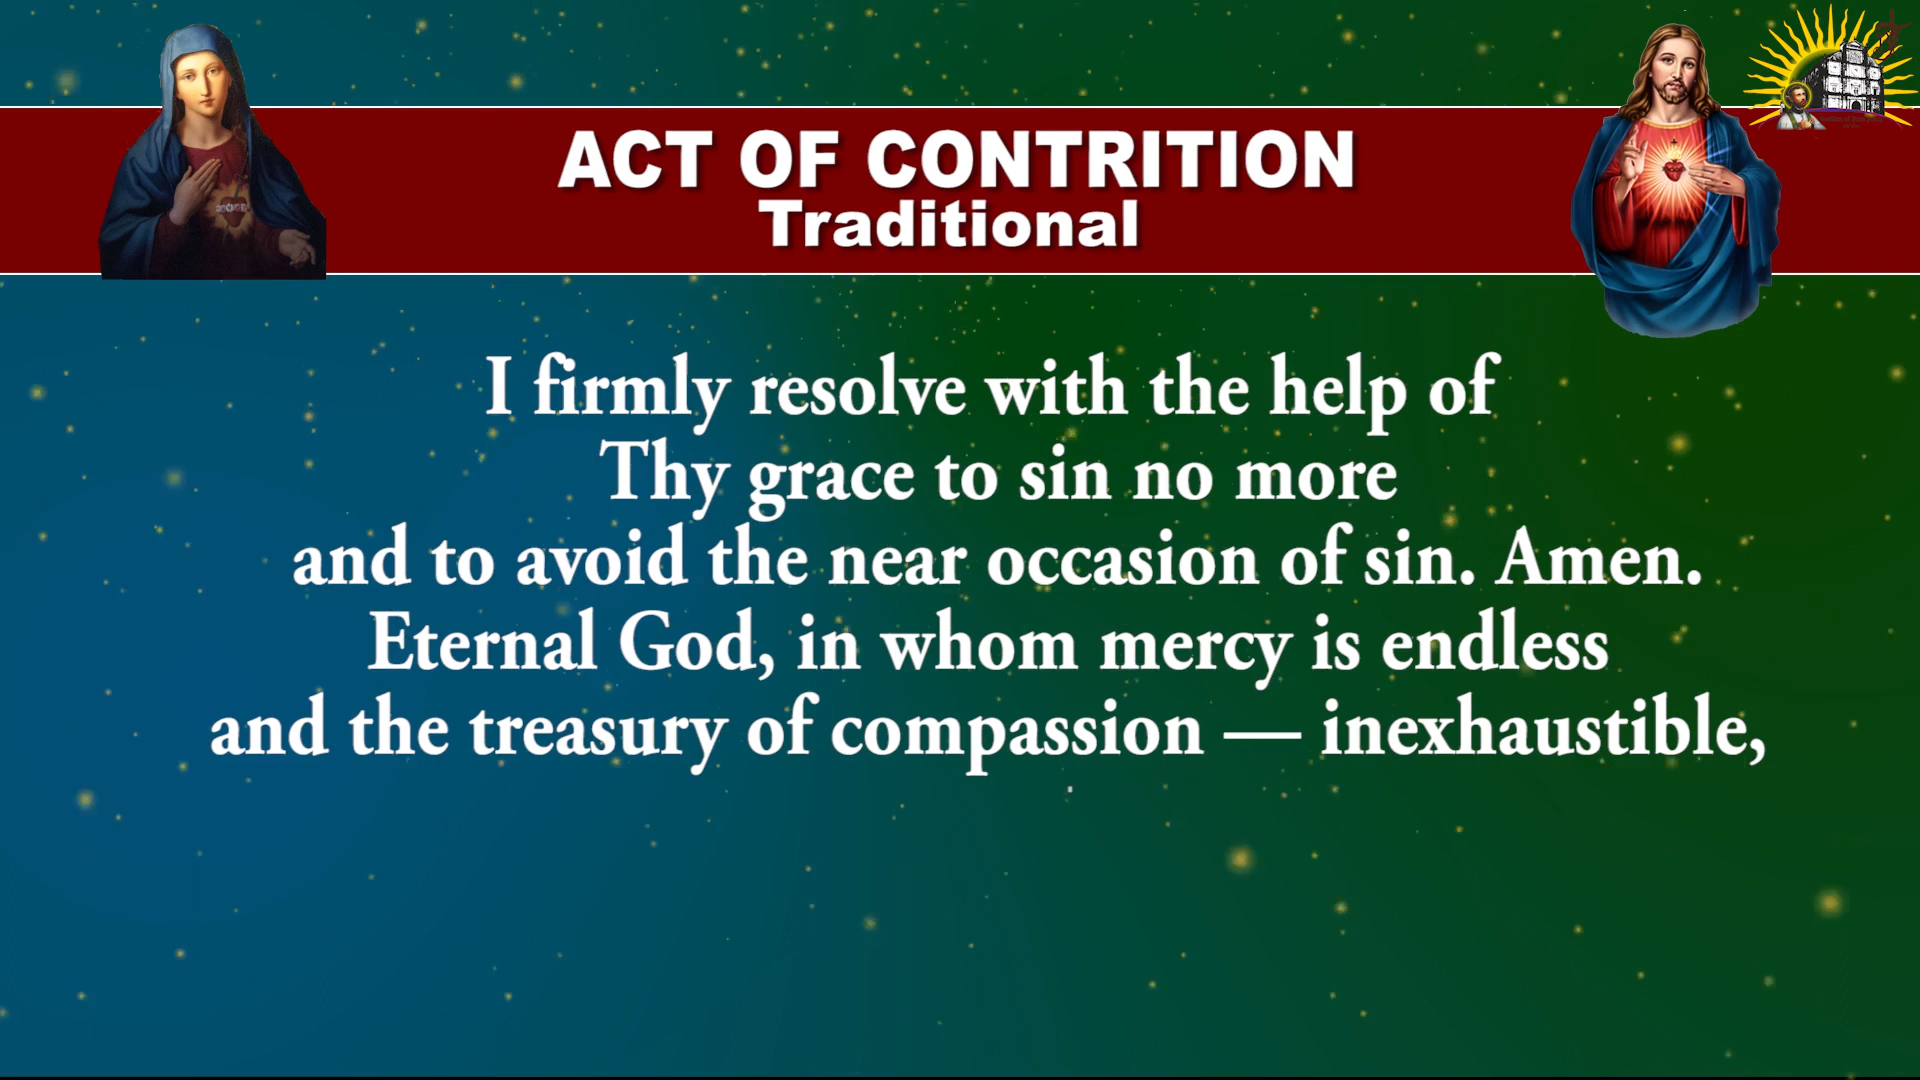 ACT OF CONTRITION
Traditional
I firmly resolve with the help of
Thy grace to sin no more
and to avoid the near occasion of sin. Amen.
Eternal God, in whom mercy is endless
and the treasury of compassion — inexhaustible,